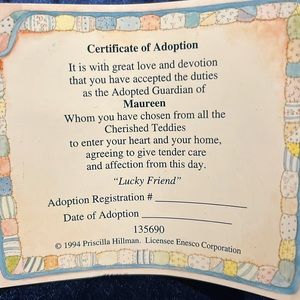 Certificate of Adoption
It is with great love and devotion
that you have accepted the duties
as the Adopted Guardian of
Maureen
Whom you have chosen from all the
Cherished Teddies
to enter your heart and your home,
agreeing to give tender care
and affection from this day.
“Lucky Friend”
Adoption Registration # 
Date of Adoption
135690
© 1994 Priscilla Hillman. Licensee Enesco Corporation